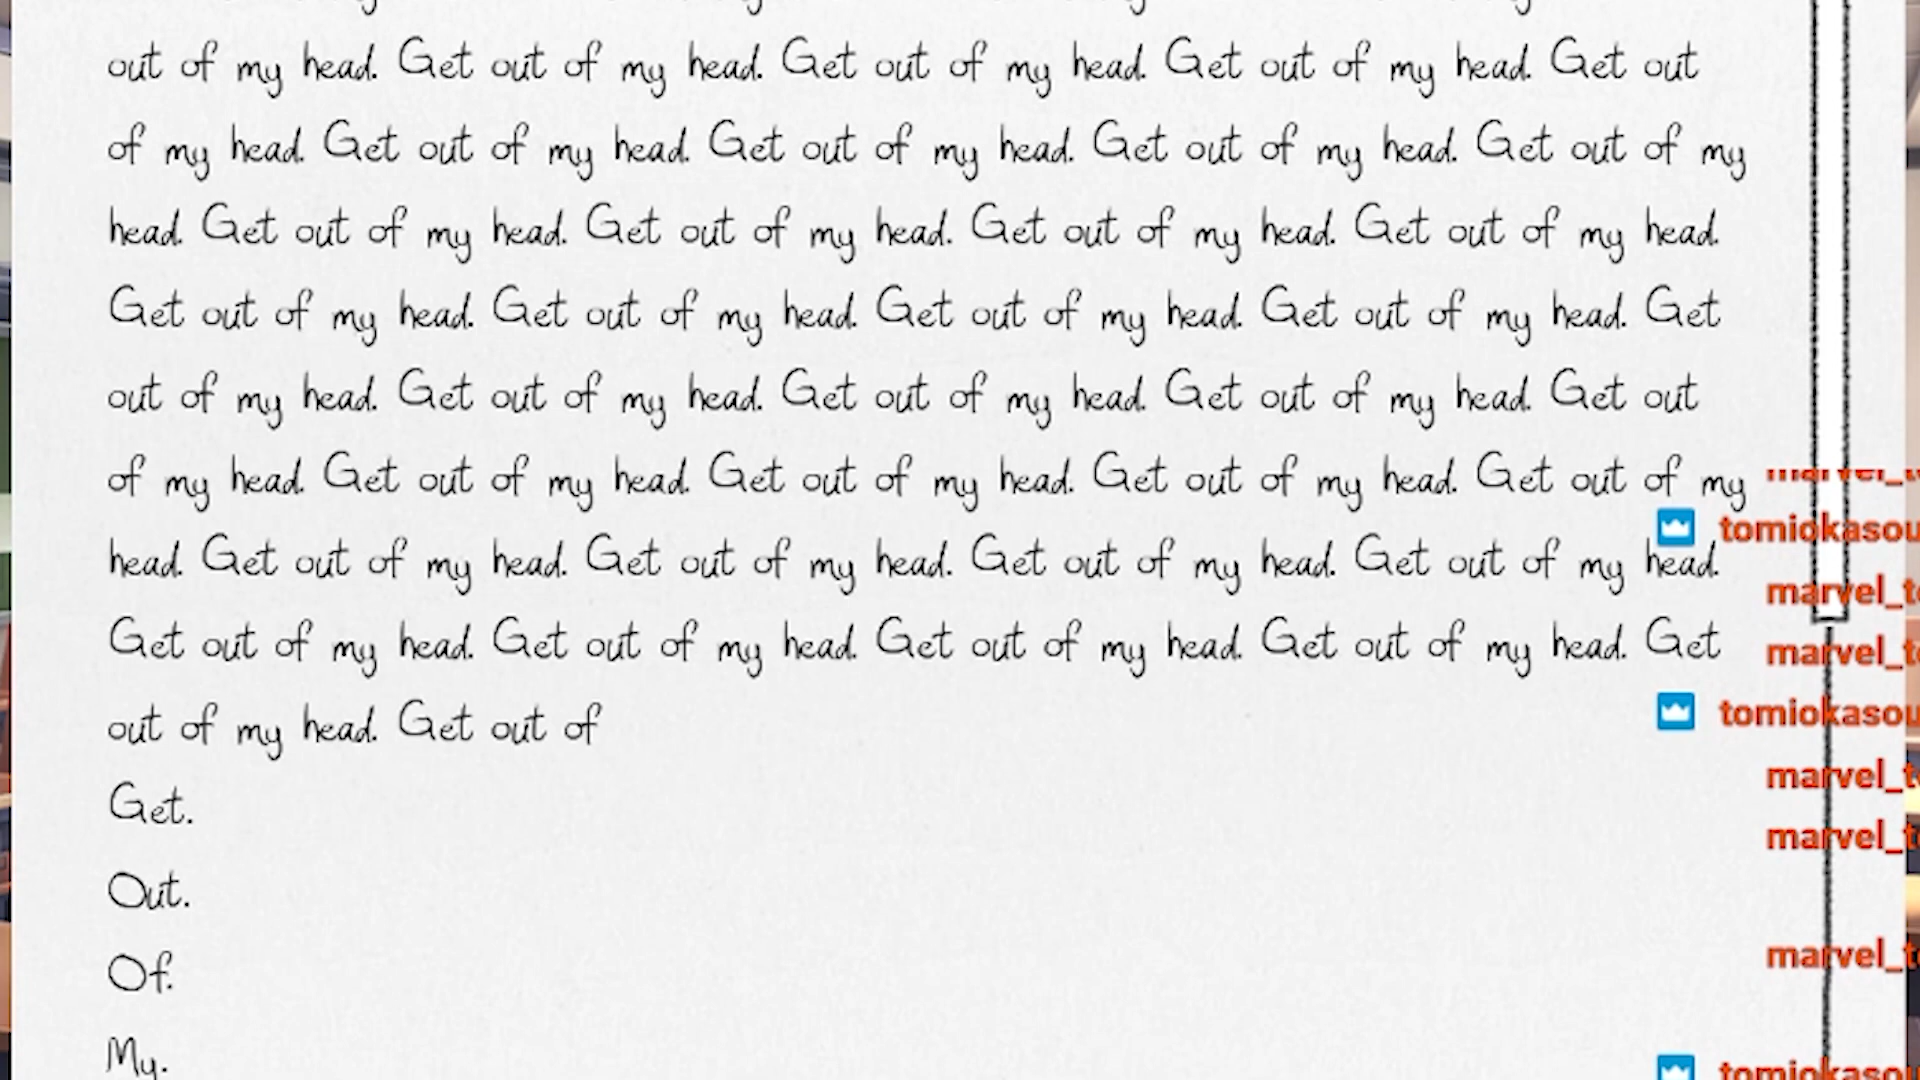 out of my head. Get out of my head. Get out of my head. Get out of my head. Get out
of my head. Get out of my head. Get out of my head. Get out of my head. Get out of my
head. Get out of my head. Get out of my head. Get out of my head. Get out of my head.
Get out of my head. Get out of my head. Get out of my head. Get out of my head. Get
out of my head. Get out of my head. Get out of my head. Get out of my head. Get out
of my head. Get out of my head. Get out of my head. Get out of my head. Get out of my
head. Get out of my head. Get out of my head. Get out of my head. Get out of my head.
Get out of my head. Get out of my head. Get out of my head. Get out of my head. Get
out of my head. Get out of
Get.
Out.
Of.
My.
tomiokasou
marvel_t
marvel_t
tomiokasou
marvel_t
marvel_t
marvel_t
tomiokasou